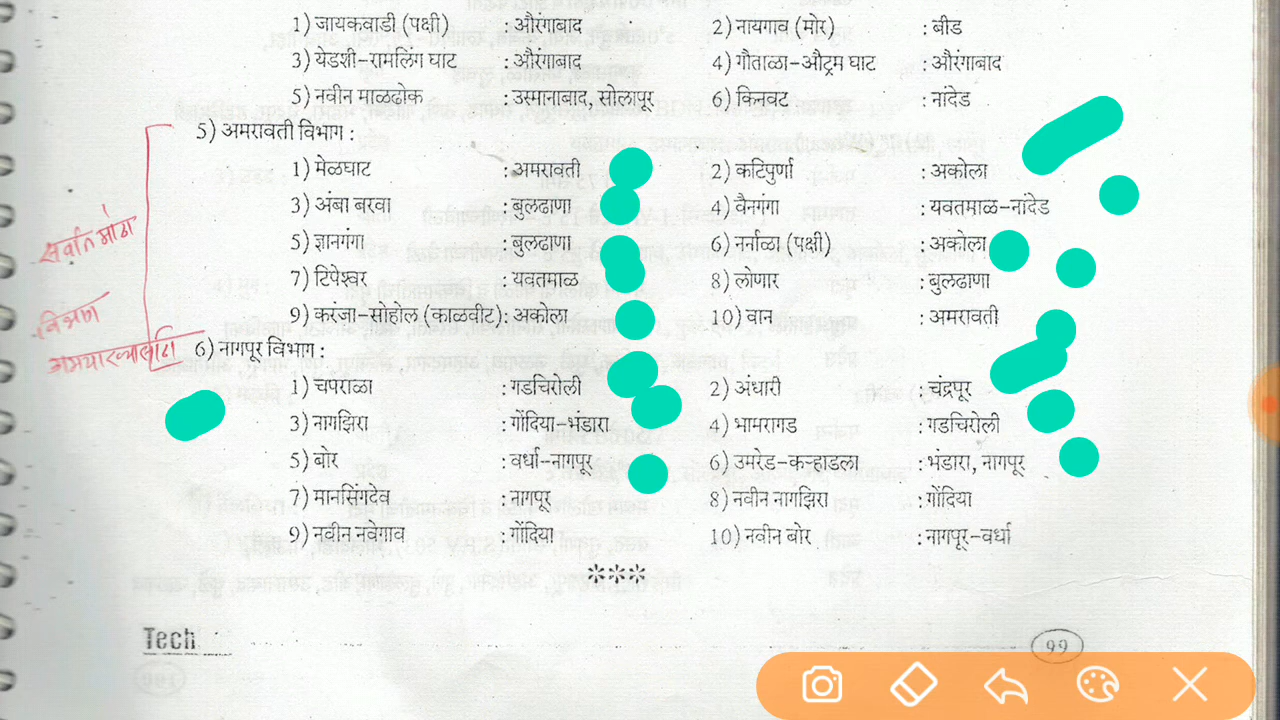 1) जायकवाडी (पक्षी) : औरंगाबाद 2) नायगाव (मोर) : बीड
3) येडशी-रामलिंग घाट : औरंगाबाद 4) गौताळा-औट्रम घाट : औरंगाबाद
5) नवीन माळढोक : उस्मानाबाद, सोलापूर 6) किनवट : नांदेड
5) अमरावती विभाग :
1) मेळघाट : अमरावती 2) कटिपुर्णा : अकोला
3) अंबा बरवा : बुलढाणा 4) वैनगंगा : यवतमाळ-नांदेड
5) ज्ञानगंगा : बुलढाणा 6) नर्नाळा (पक्षी) : अकोला
7) टिपेश्वर : यवतमाळ 8) लोणार : बुलढाणा
9) करंजा-सोहोल (काळवीट) : अकोला 10) वान : अमरावती
सर्वात मोठा
6) नागपूर विभाग :
1) चपराळा : गडचिरोली 2) अंधारी : चंद्रपूर
3) नागझिरा : गोंदिया-भंडारा 4) भामरागड : गडचिरोली
5) बोर : वर्धा-नागपूर 6) उमरेड-कऱ्हाडला : भंडारा, नागपूर
7) मानसिंगदेव : नागपूर 8) नवीन नागझिरा : गोंदिया
9) नवीन नवेगाव : गोंदिया 10) नवीन बोर : नागपूर-वर्धा
***
Tech 99